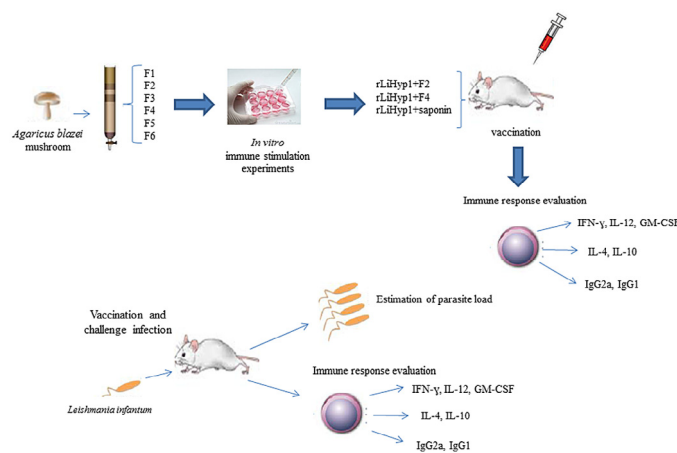 F1
F2
F3
F4
F5
F6
Agaricus blazei
mushroom
In vitro
immune stimulation
experiments
rLiHyp1+F2
rLiHyp1+F4
rLiHyp1+saponin
vaccination
Immune response evaluation
IFN-γ, IL-12, GM-CSF
IL-4, IL-10
IgG2a, IgG1
Vaccination and
challenge infection
Leishmania infantum
Estimation of parasite load
Immune response evaluation
IFN-γ, IL-12, GM-CSF
IL-4, IL-10
IgG2a, IgG1